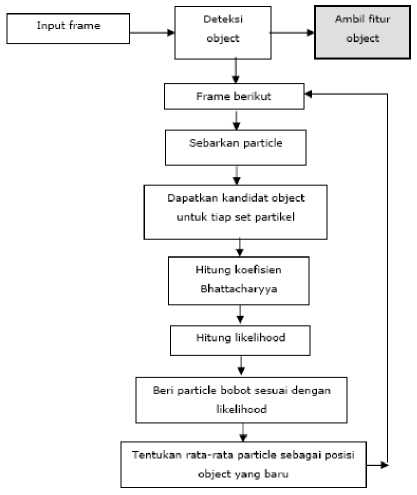 Input frame
Deteksi
object
Ambil fitur
object
Frame berikut
Sebarkan particle
Dapatkan kandidat object
untuk tiap set partikel
Hitung koefisien
Bhattacharyya
Hitung likelihood
Beri particle bobot sesuai dengan
likelihood
Tentukan rata-rata particle sebagai posisi
object yang baru